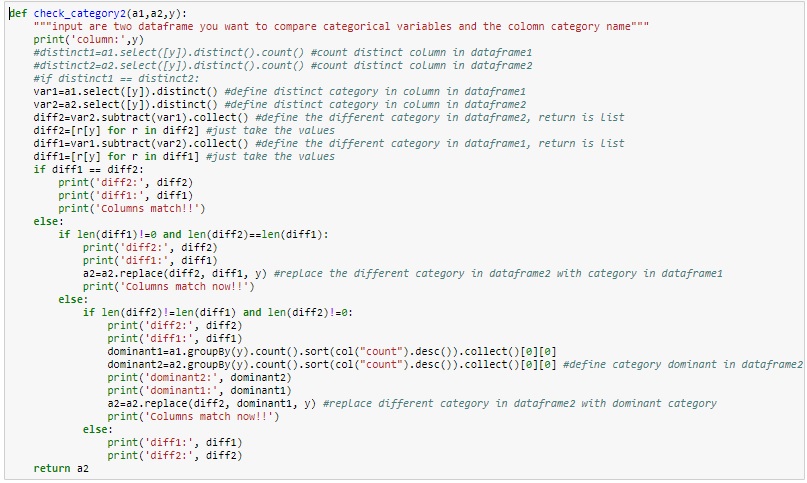 def check_category2(a1,a2,y):
    """input are two dataframe you want to compare categorical variables and the colomn category name"""
    print('column:',y)
    #distinct1=a1.select([y]).distinct().count() #count distinct column in dataframe1
    #distinct2=a2.select([y]).distinct().count() #count distinct column in dataframe2
    #if distinct1 == distinct2:
    var1=a1.select([y]).distinct() #define distinct category in column in dataframe1
    var2=a2.select([y]).distinct() #define distinct category in column in dataframe2
    diff2=var2.subtract(var1).collect() #define the different category in dataframe2, return is list
    diff2=[r[y] for r in diff2] #just take the values
    diff1=var1.subtract(var2).collect() #define the different category in dataframe1, return is list
    diff1=[r[y] for r in diff1] #just take the values
    if diff1 == diff2:
        print('diff2:', diff2)
        print('diff1:', diff1)
        print('Columns match!!')
    else:
        if len(diff1)!=0 and len(diff2)==len(diff1):
            print('diff2:', diff2)
            print('diff1:', diff1)
            a2=a2.replace(diff2, diff1, y) #replace the different category in dataframe2 with category in dataframe1
            print('Columns match now!!')
        else:
            if len(diff2)!=len(diff1) and len(diff2)!=0:
                print('diff2:', diff2)
                print('diff1:', diff1)
                dominant1=a1.groupBy(y).count().sort(col("count").desc()).collect()[0][0]
                dominant2=a2.groupBy(y).count().sort(col("count").desc()).collect()[0][0] #define category dominant in dataframe2
                print('dominant2:', dominant2)
                print('dominant1:', dominant1)
                a2=a2.replace(diff2, dominant1, y) #replace different category in dataframe2 with dominant category
                print('Columns match now!!')
            else:
                print('diff1:', diff1)
                print('diff2:', diff2)
    return a2